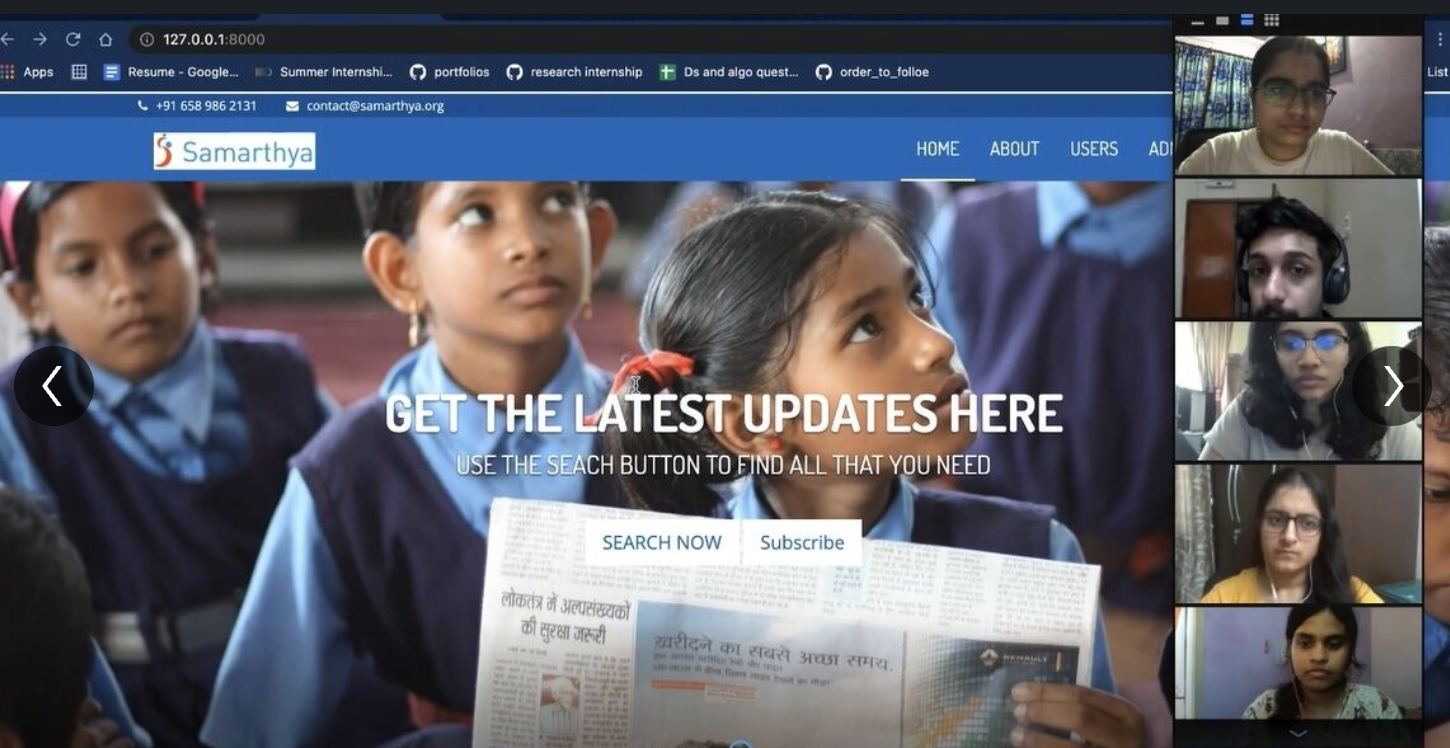 127.0.0.1:8000
Apps
Resume - Google...
Summer Internshi...
portfolios
research internship
Ds and algo quest...
order_to_folloe
List
+91 658 986 2131
contact@samarthya.org
Samarthya
HOME
ABOUT
USERS
GET THE LATEST UPDATES HERE
USE THE SEACH BUTTON TO FIND ALL THAT YOU NEED
SEARCH NOW
Subscribe
लोकतंत्र में अल्पसंख्यकों
की सुरक्षा जरूरी
खरीदने का सबसे अच्छा समय.
RENAULT